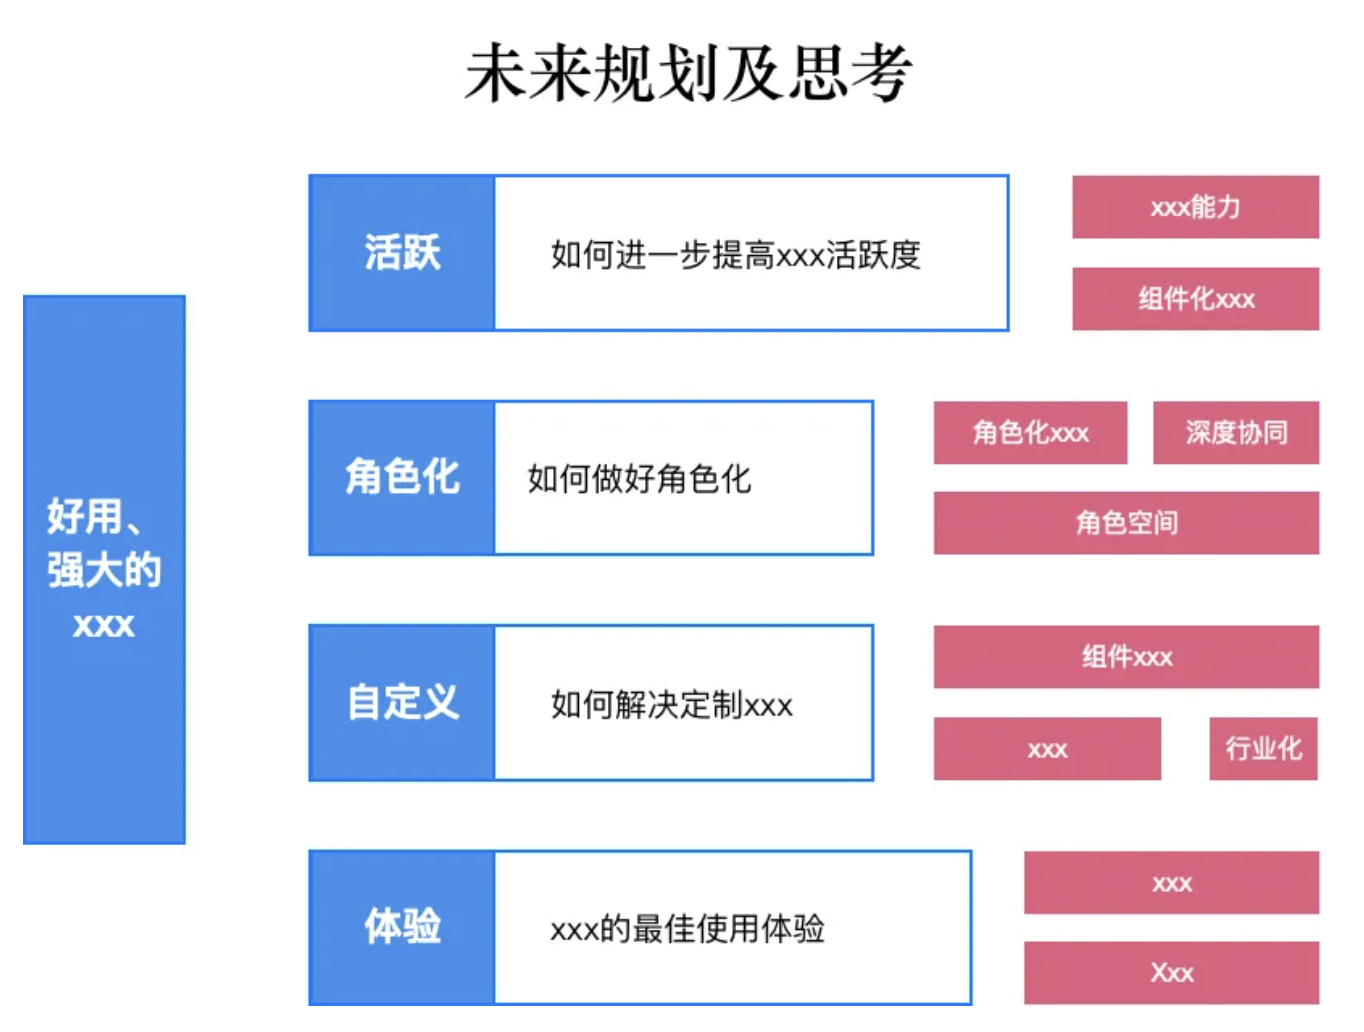 未来规划及思考
好用、
强大的
xxx
活跃
如何进一步提高xxx活跃度
xxx能力
组件化xxx
角色化
如何做好角色化
角色化xxx
深度协同
角色空间
自定义
如何解决定制xxx
组件xxx
xxx
行业化
体验
xxx的最佳使用体验
xxx
Xxx